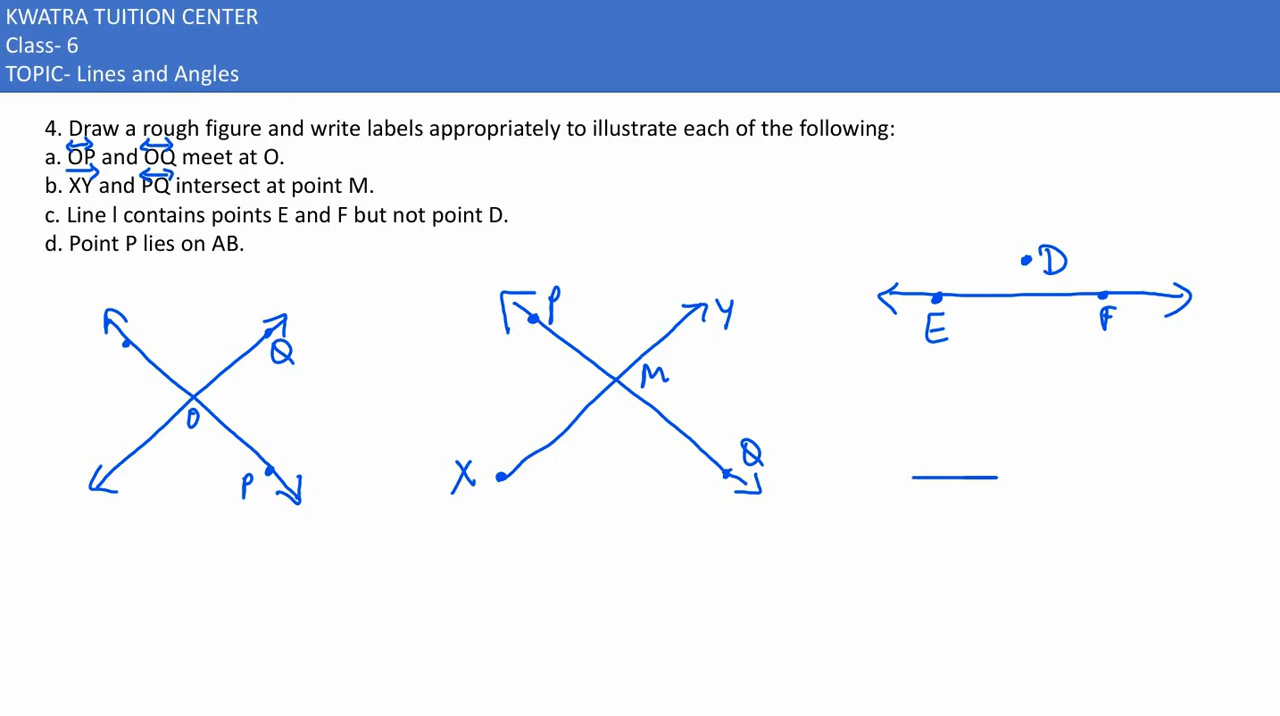 KWATRA TUITION CENTER
Class- 6
TOPIC- Lines and Angles
4. Draw a rough figure and write labels appropriately to illustrate each of the following:
a. OP and OQ meet at O.
b. XY and PQ intersect at point M.
c. Line l contains points E and F but not point D.
d. Point P lies on AB.
D
P
Y
E
F
Q
M
O
Q
X
P